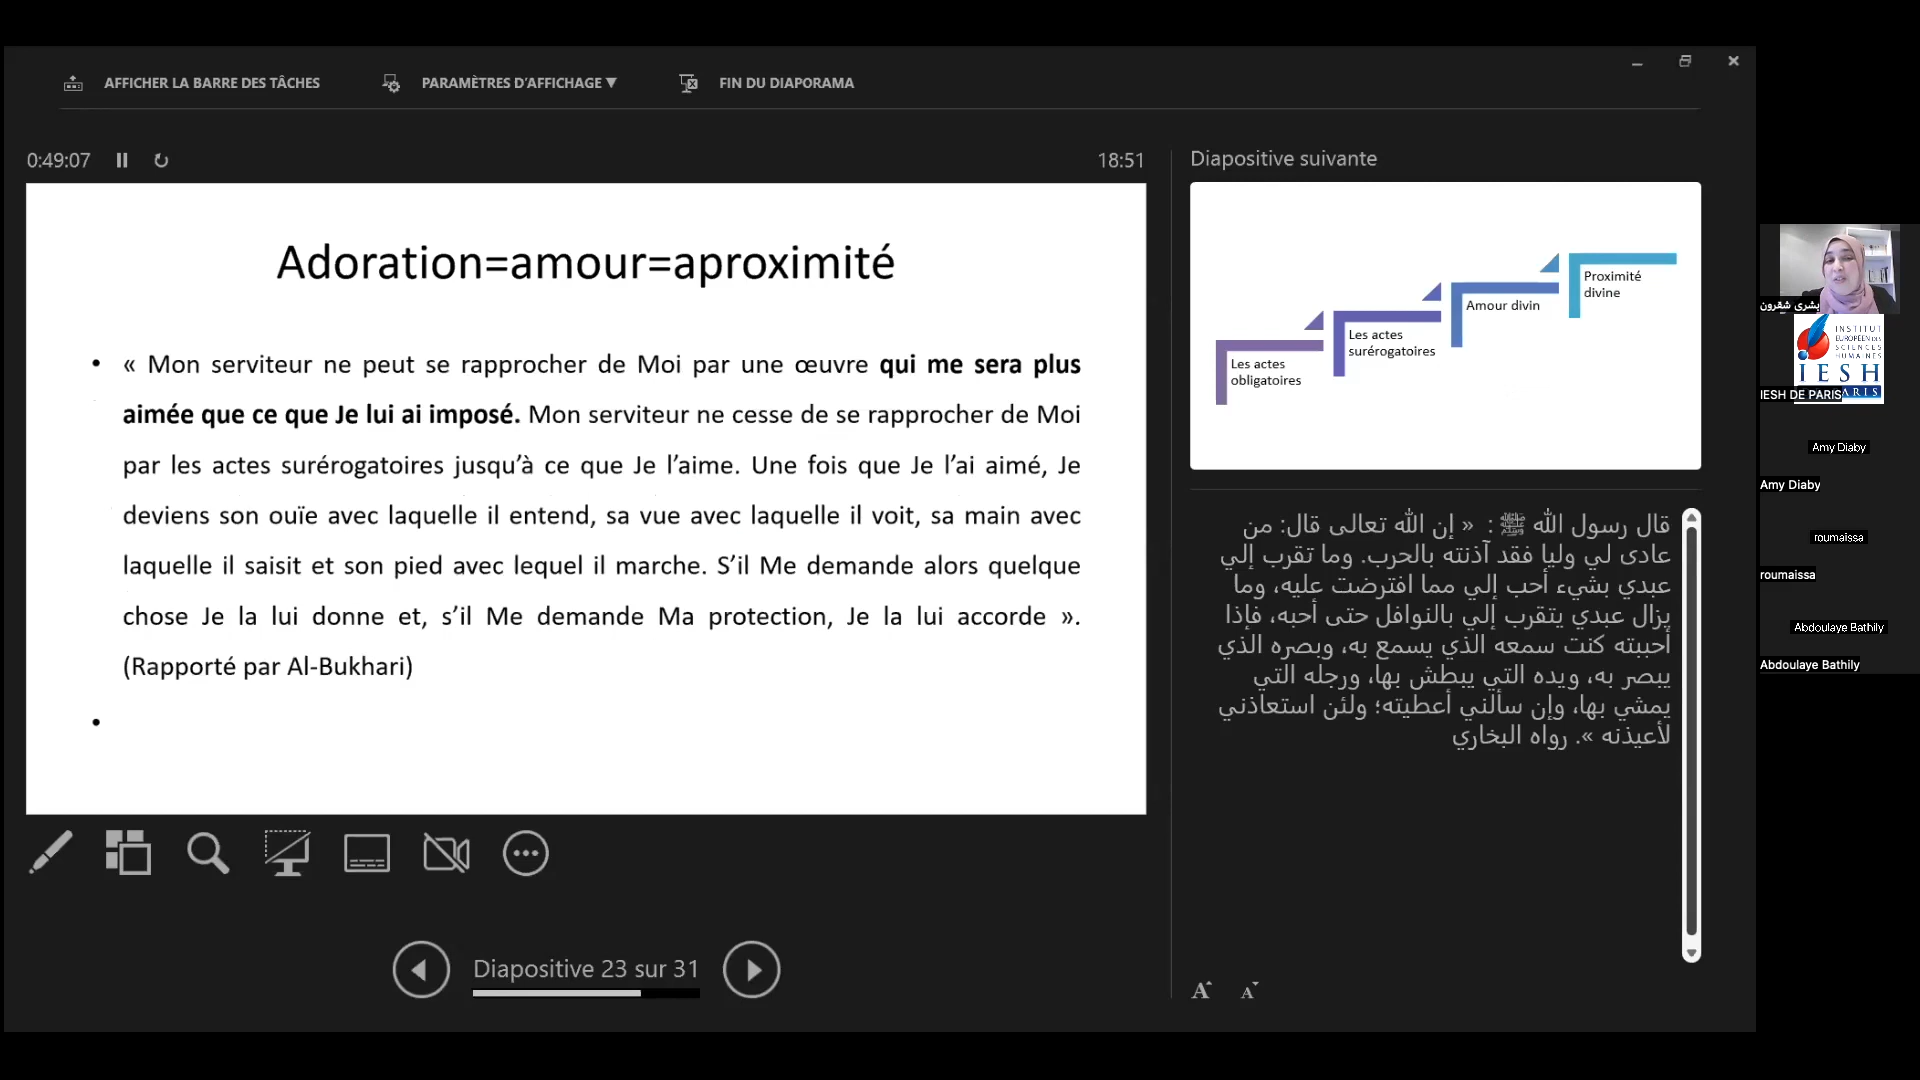 AFFICHER LA BARRE DES TÂCHES
PARAMÈTRES D'AFFICHAGE ▼
FIN DU DIAPORAMA
0:49:07
18:51
Adoration=amour=aproximité
• « Mon serviteur ne peut se rapprocher de Moi par une œuvre qui me sera plus
aimée que ce que Je lui ai imposé. Mon serviteur ne cesse de se rapprocher de Moi
par les actes surérogatoires jusqu’à ce que Je l’aime. Une fois que Je l’ai aimé, Je
deviens son ouïe avec laquelle il entend, sa vue avec laquelle il voit, sa main avec
laquelle il saisit et son pied avec lequel il marche. S’il Me demande alors quelque
chose Je la lui donne et, s’il Me demande Ma protection, Je la lui accorde ».
(Rapporté par Al-Bukhari)
•
Diapositive 23 sur 31
Diapositive suivante
Les actes
obligatoires
Les actes
surérogatoires
Amour divin
Proximité
divine
قال رسول الله ﷺ : « إن الله تعالى قال: من
عادى لي وليا فقد آذنته بالحرب. وما تقرب إلي
عبدي بشيء أحب إلي مما افترضت عليه، وما
يزال عبدي يتقرب إلي بالنوافل حتى أحبه، فإذا
أحببته كنت سمعه الذي يسمع به، وبصره الذي
يبصر به، ويده التي يبطش بها، ورجله التي
يمشي بها، وإن سألني أعطيته؛ ولئن استعاذني
لأعيذنه ». رواه البخاري
A A
بشرى شقرون
INSTITUT
EUROPÉEN DES
SCIENCES
HUMAINES
IESH
PARIS
IESH DE PARIS
Amy Diaby
Amy Diaby
roumaissa
roumaissa
Abdoulaye Bathily
Abdoulaye Bathily